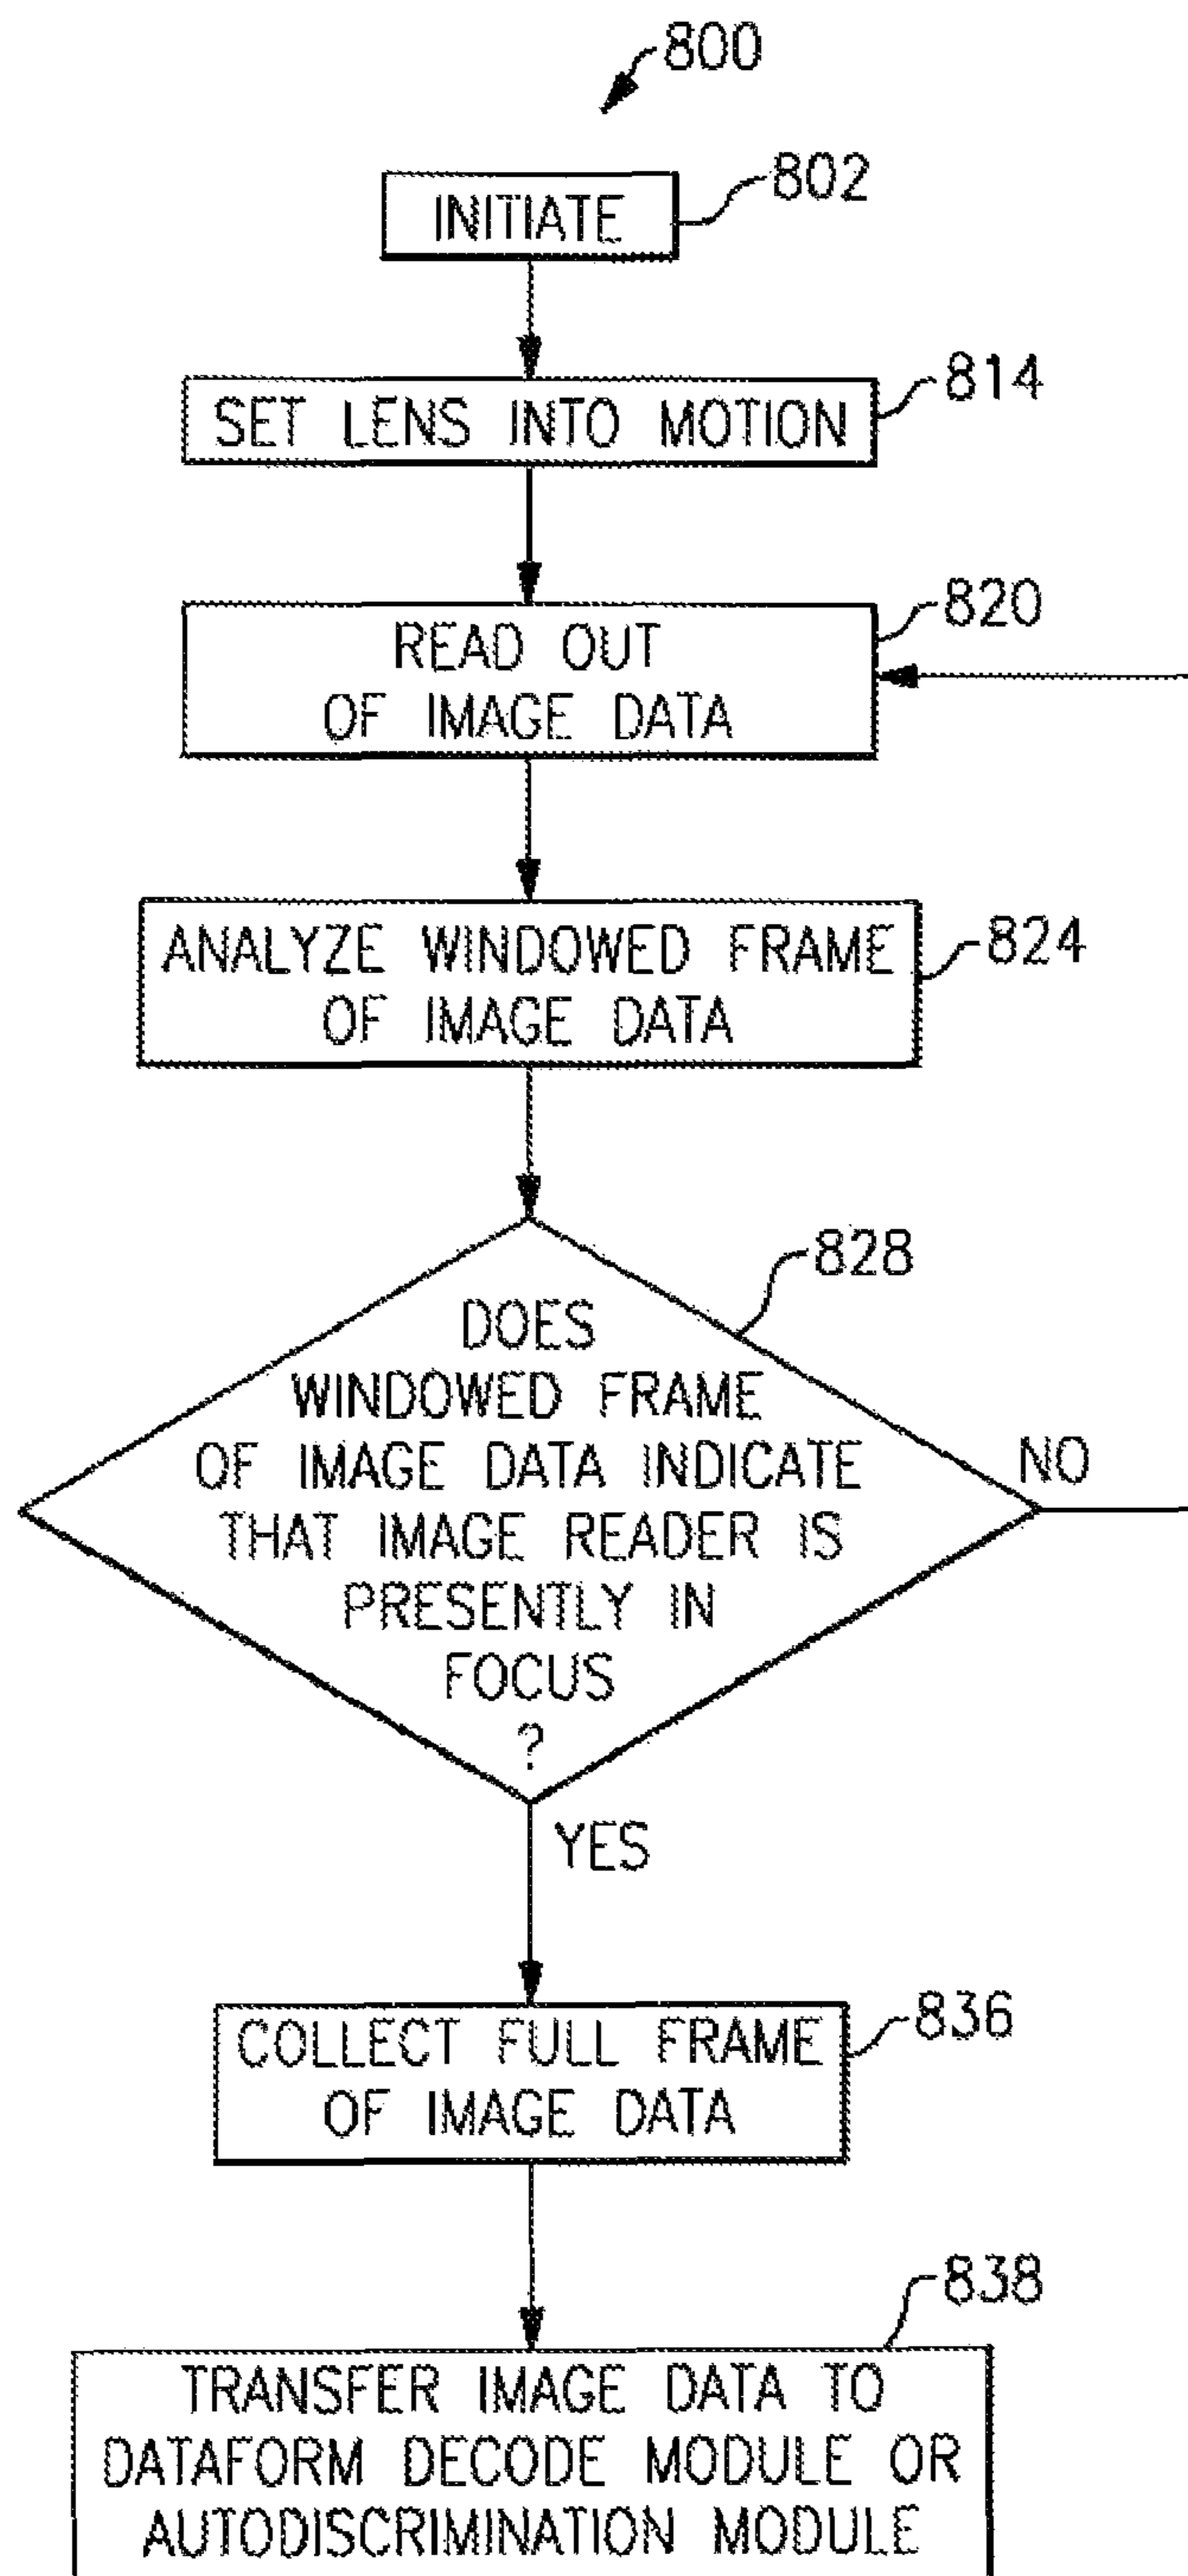 800
802
INITIATE
814
SET LENS INTO MOTION
820
READ OUT
OF IMAGE DATA
824
ANALYZE WINDOWED FRAME
OF IMAGE DATA
828
DOES
WINDOWED FRAME
OF IMAGE DATA INDICATE
THAT IMAGE READER IS
PRESENTLY IN
FOCUS
?
NO
YES
836
COLLECT FULL FRAME
OF IMAGE DATA
838
TRANSFER IMAGE DATA TO
DATAFORM DECODE MODULE OR
AUTODISCRIMINATION MODULE